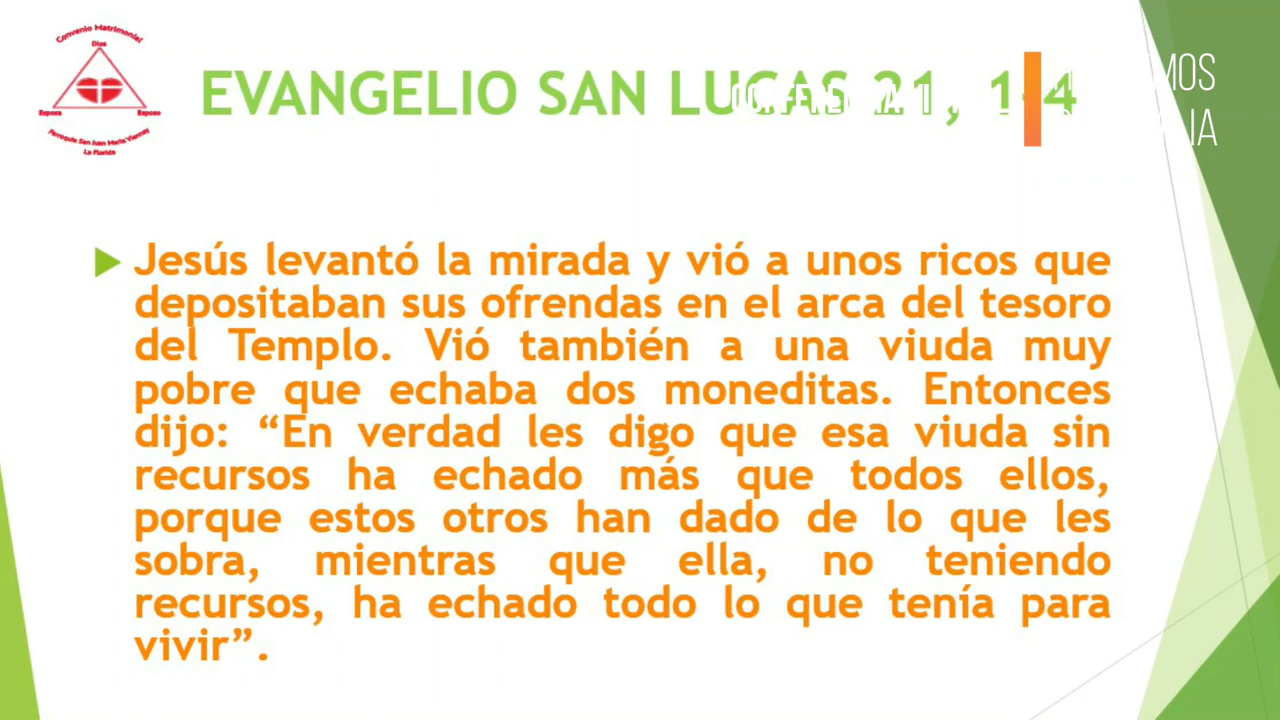 Convenio Matrimonial
Dios
Esposa Esposo
Parroquia San Juan María Vianney
La Florida
EVANGELIO SAN LUCAS 21, 1-4
Jesús levantó la mirada y vió a unos ricos que
depositaban sus ofrendas en el arca del tesoro
del Templo. Vió también a una viuda muy
pobre que echaba dos moneditas. Entonces
dijo: “En verdad les digo que esa viuda sin
recursos ha echado más que todos ellos,
porque estos otros han dado de lo que les
sobra, mientras que ella, no teniendo
recursos, ha echado todo lo que tenía para
vivir”.